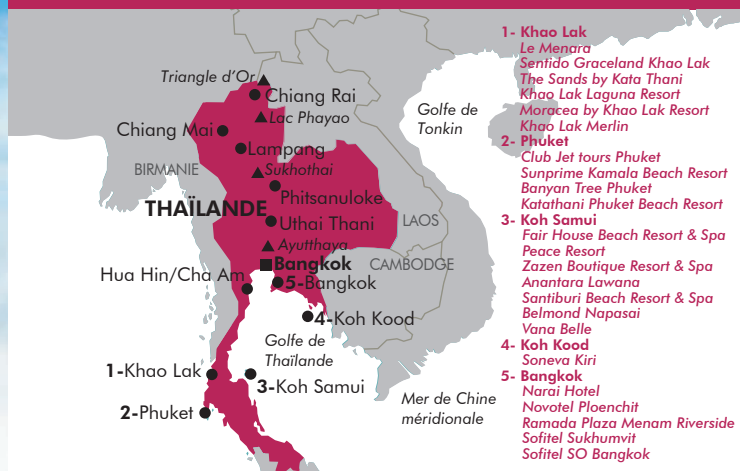 Triangle d'Or
Chiang Rai
Lac Phayao
Chiang Mai
Lampang
BIRMANIE
Sukhothai
Phitsanuloke
THAÏLANDE
Uthai Thani
LAOS
Ayutthaya
Bangkok
CAMBODGE
Hua Hin/Cha Am
5-Bangkok
4-Koh Kood
Golfe de
Thaïlande
1-Khao Lak
3-Koh Samui
2-Phuket
Mer de Chine
méridionale
Golfe de
Tonkin
1- Khao Lak
Le Menara
Sentido Graceland Khao Lak
The Sands by Kata Thani
Khao Lak Laguna Resort
Moracea by Khao Lak Resort
Khao Lak Merlin
2- Phuket
Club Jet tours Phuket
Sunprime Kamala Beach Resort
Banyan Tree Phuket
Katathani Phuket Beach Resort
3- Koh Samui
Fair House Beach Resort & Spa
Peace Resort
Zazen Boutique Resort & Spa
Anantara Lawana
Santiburi Beach Resort & Spa
Belmond Napasai
Vana Belle
4- Koh Kood
Soneva Kiri
5- Bangkok
Narai Hotel
Novotel Ploenchit
Ramada Plaza Menam Riverside
Sofitel Sukhumvit
Sofitel SO Bangkok